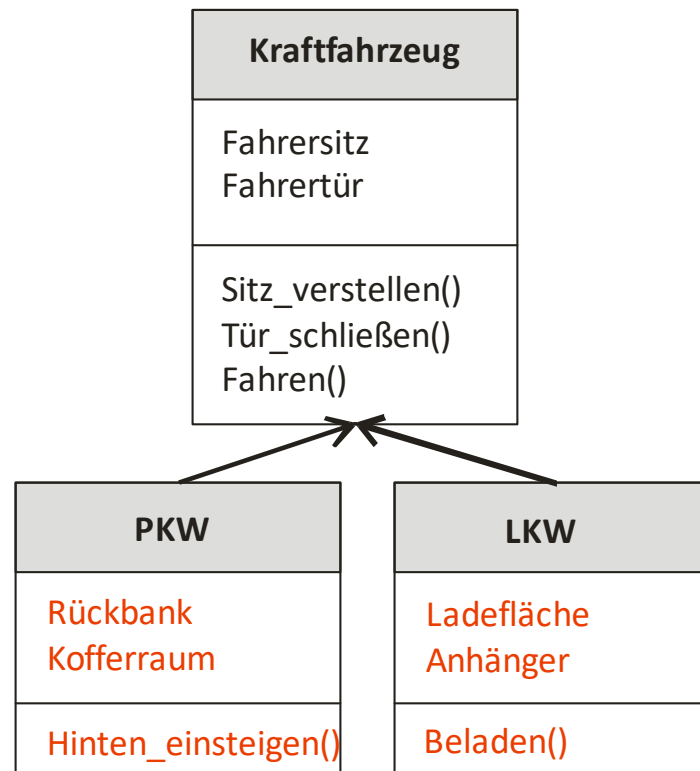 Kraftfahrzeug
Fahrersitz
Fahrertür
Sitz_verstellen()
Tür_schließen()
Fahren()
PKW
Rückbank
Kofferraum
Hinten_einsteigen()
LKW
Ladefläche
Anhänger
Beladen()